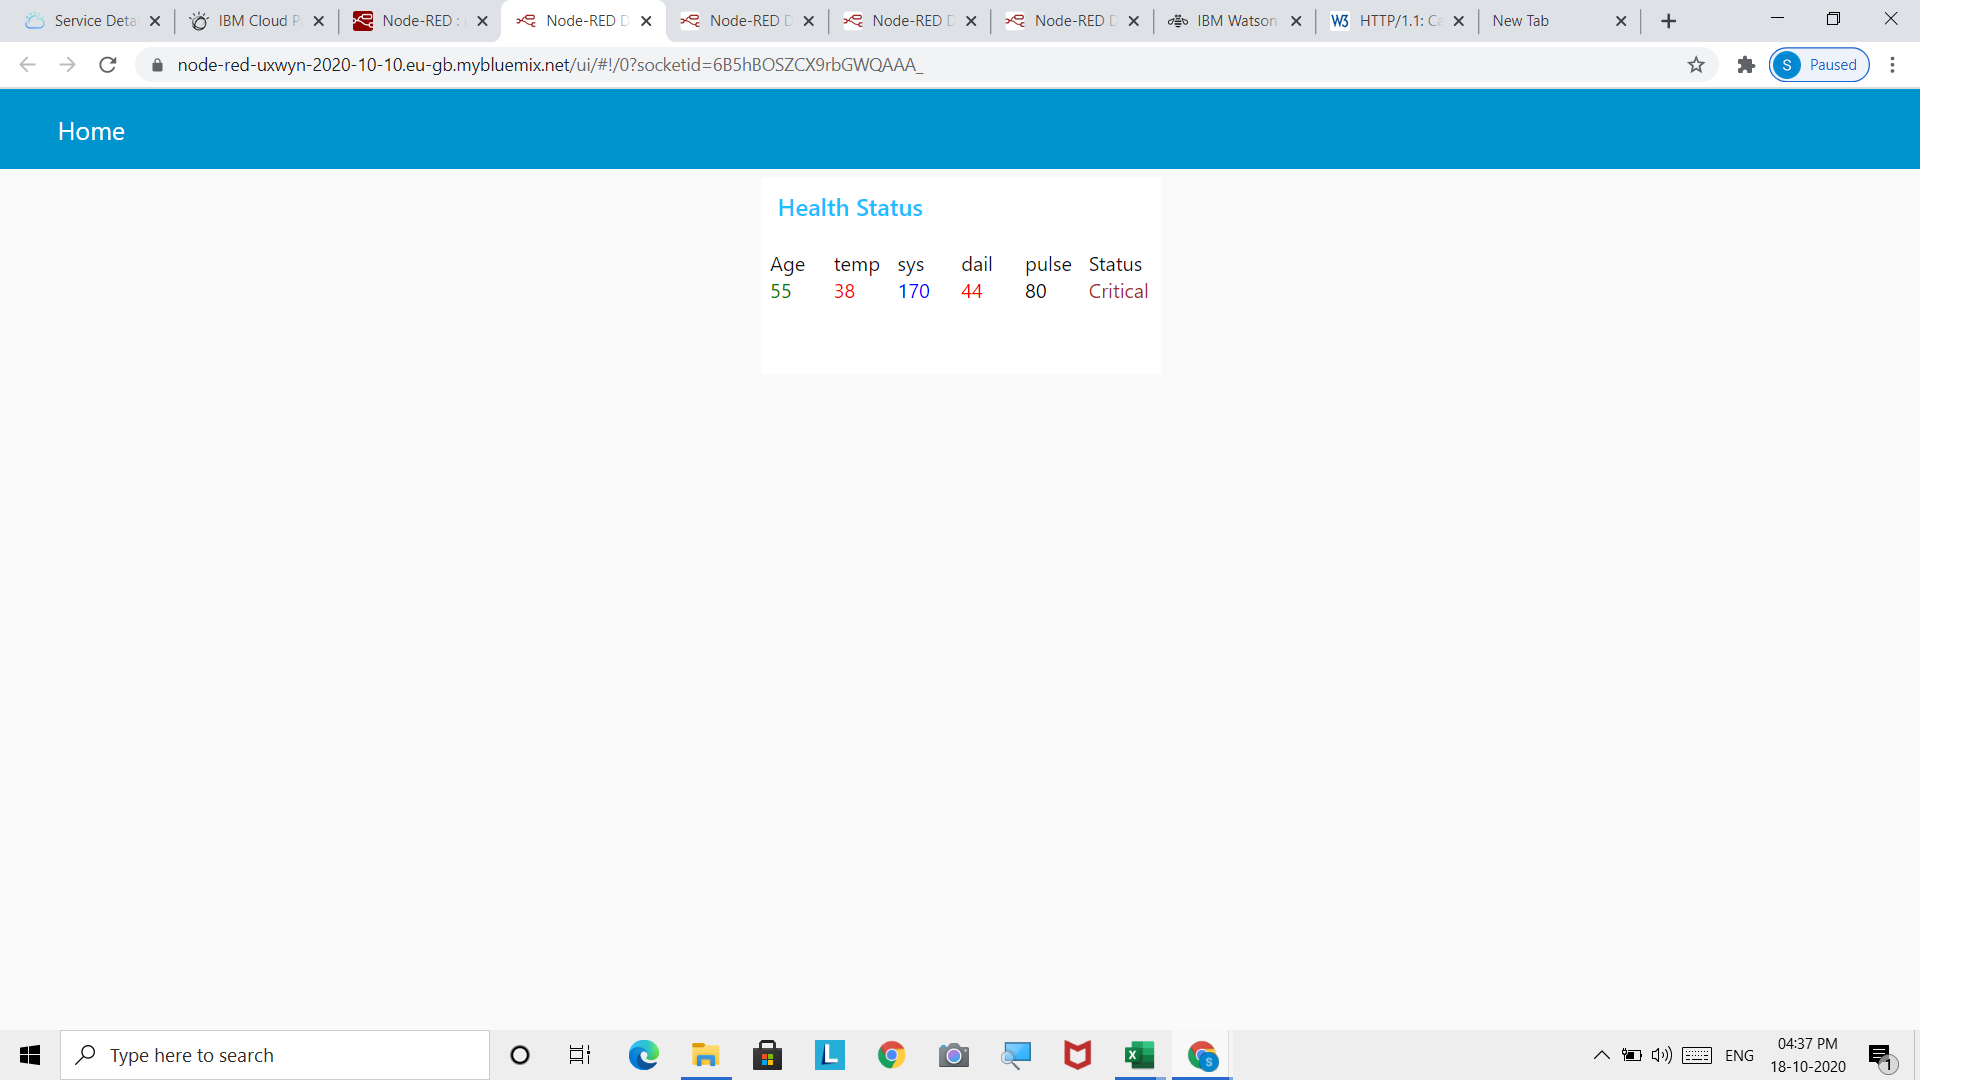 Service Deta
IBM Cloud P
Node-RED :
Node-RED D
Node-RED D
Node-RED D
Node-RED D
IBM Watson
W3 HTTP/1.1: Ca
New Tab
node-red-uxwyn-2020-10-10.eu-gb.mybluemix.net/ui/#!/0?socketid=6B5hBOSZCX9rbGWQAAA_
S Paused
Home
Health Status
Age temp sys dail pulse Status
55 38 170 44 80 Critical
Type here to search
L
X
S
ENG
04:37 PM
18-10-2020
1